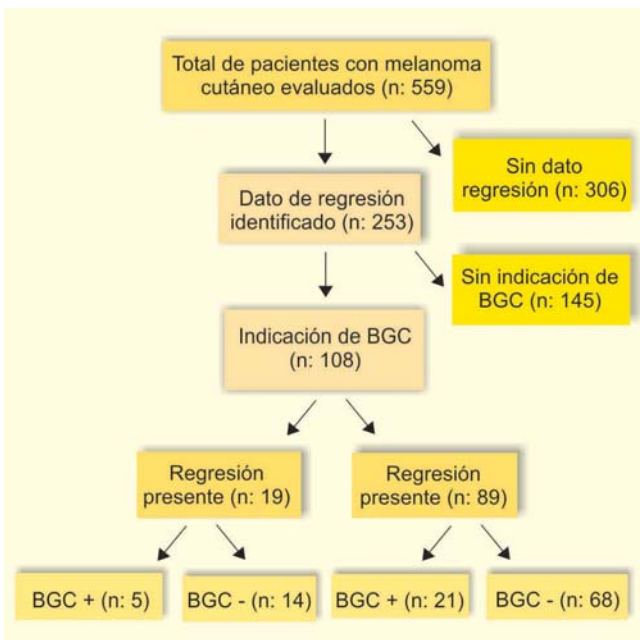 Total de pacientes con melanoma
cutáneo evaluados (n: 559)
Sin dato
regresión (n: 306)
Dato de regresión
identificado (n: 253)
Sin indicación de
BGC (n: 145)
Indicación de BGC
(n: 108)
Regresión
presente (n: 19)
Regresión
presente (n: 89)
BGC + (n: 5)
BGC - (n: 14)
BGC + (n: 21)
BGC - (n: 68)